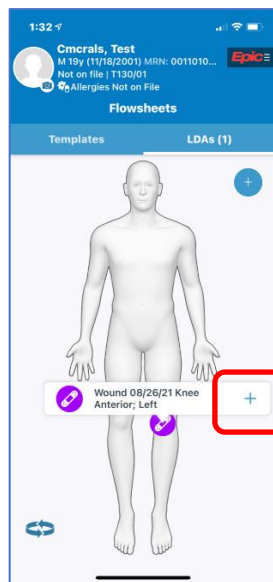 1:32
Cmcrals, Test
M 19y (11/18/2001) MRN: 0011010...
Not on file | T130/01
Allergies Not on File
Epic
Flowsheets
Templates
LDAs (1)
Wound 08/26/21 Knee
Anterior; Left